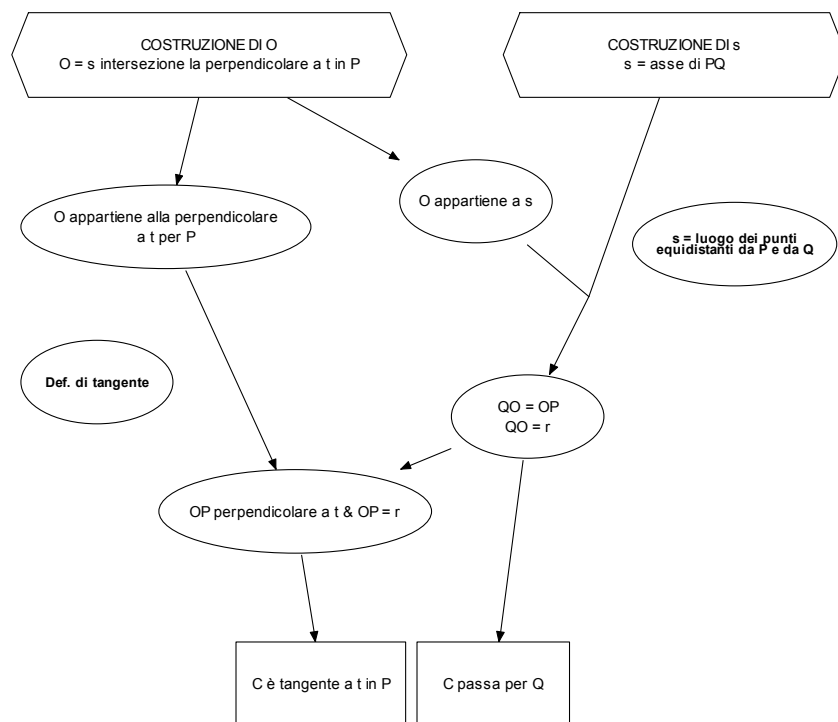 COSTRUZIONE DI O
O = s intersezione la perpendicolare a t in P
COSTRUZIONE DI s
s = asse di PQ
O appartiene alla perpendicolare
a t per P
O appartiene a s
s = luogo dei punti
equidistanti da P e da Q
Def. di tangente
QO = OP
QO = r
OP perpendicolare a t & OP = r
C è tangente a t in P
C passa per Q